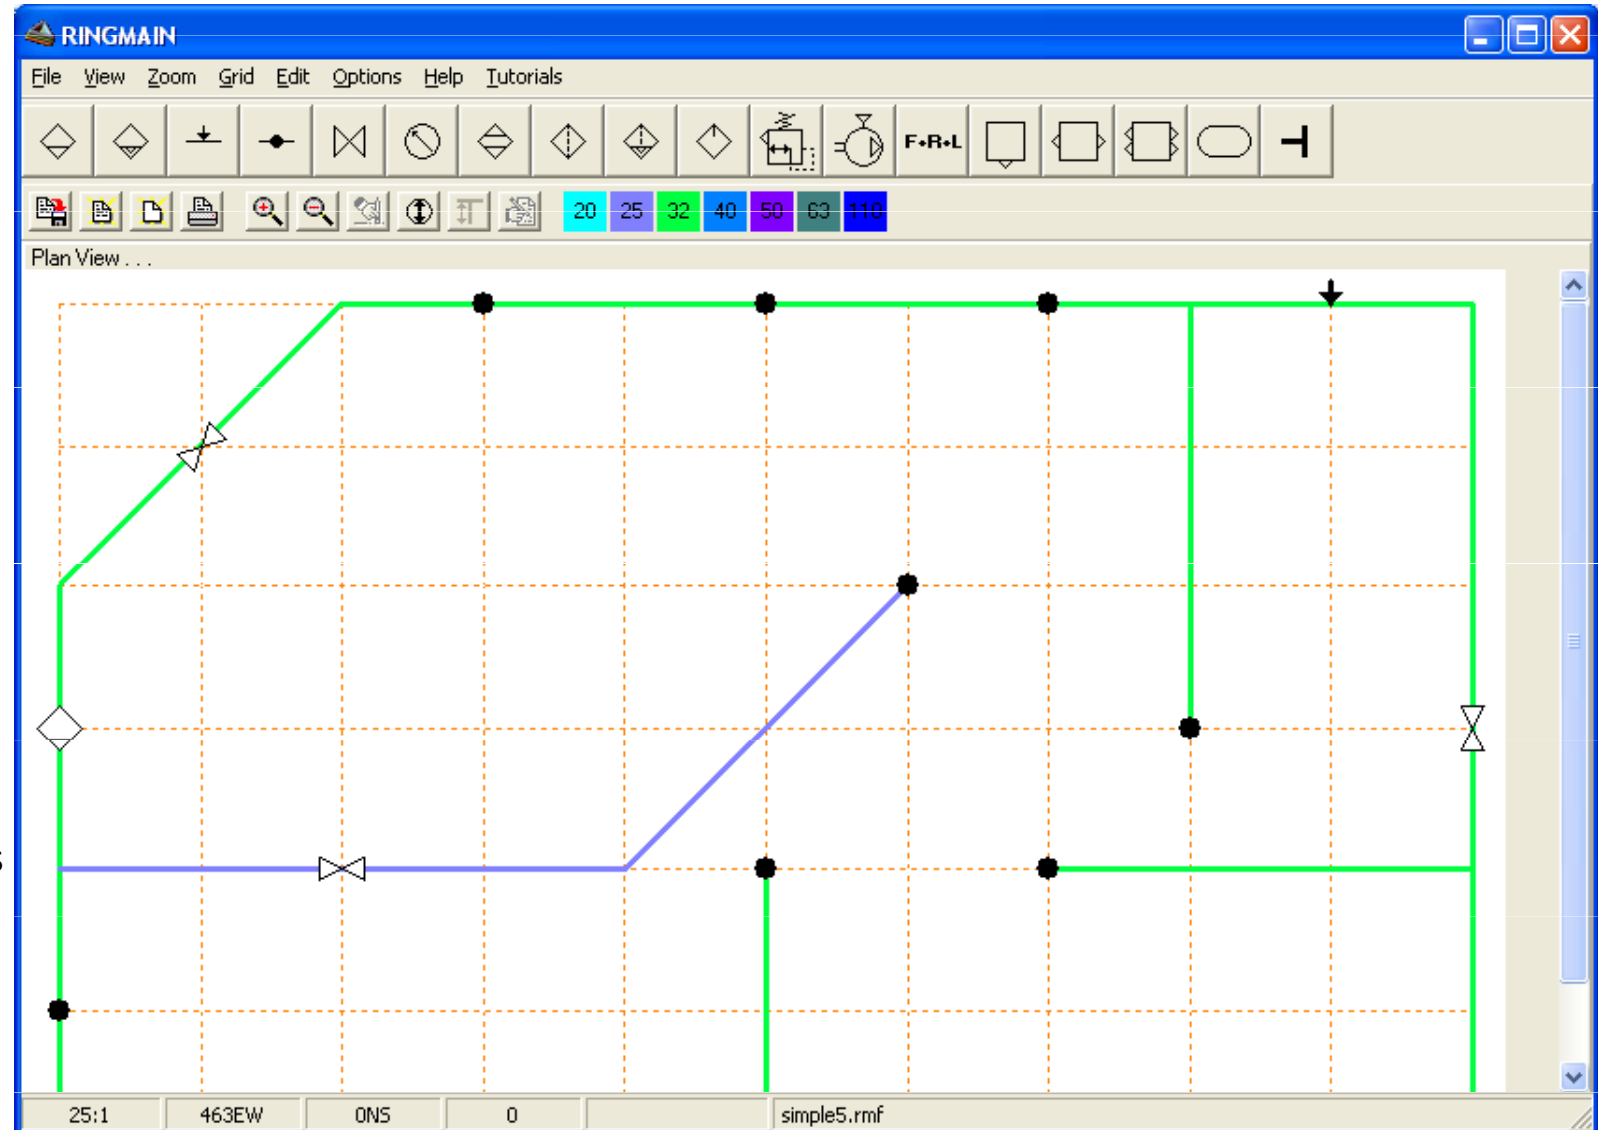 RINGMAIN
File View Zoom Grid Edit Options Help Tutorials
F•R•L
20 25 32 40 50 63 110
Plan View . . .
s
25:1 463EW 0NS 0 simple5.rmf